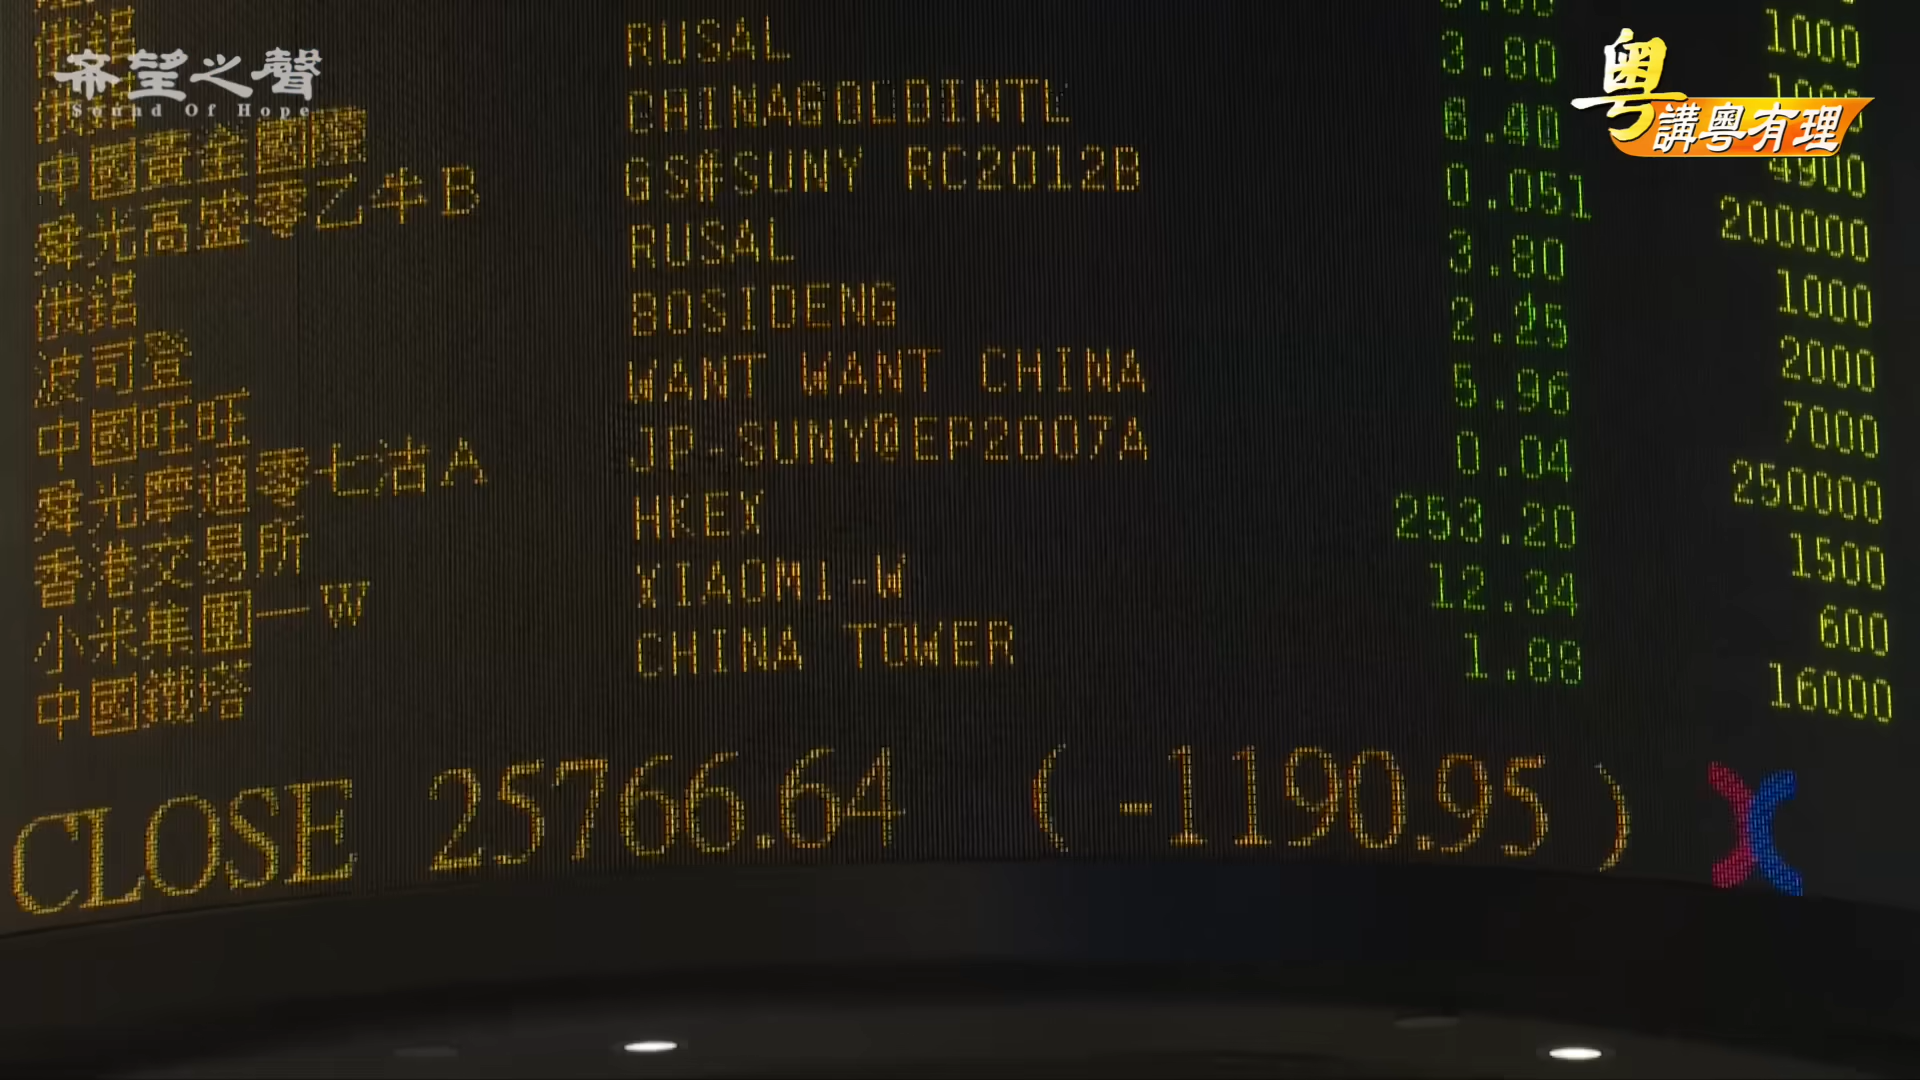 希望之聲
Sound Of Hope
粵
講粵有理
俄鋁 RUSAL 3.80 1000
中國黃金國際 CHINAGOLDINTL 6.40 4900
舜光高盛零乙牛B GS#SUNY RC2012B 0.051 200000
俄鋁 RUSAL 3.80 1000
波司登 BOSIDENG 2.25 2000
中國旺旺 WANT WANT CHINA 5.96 7000
舜光摩通零七沽A JP-SUNY@EP2007A 0.04 250000
香港交易所 HKEX 253.20 1500
小米集團一W XIAOMI-W 12.34 600
中國鐵塔 CHINA TOWER 1.88 16000
CLOSE 25766.64 (-1190.95)